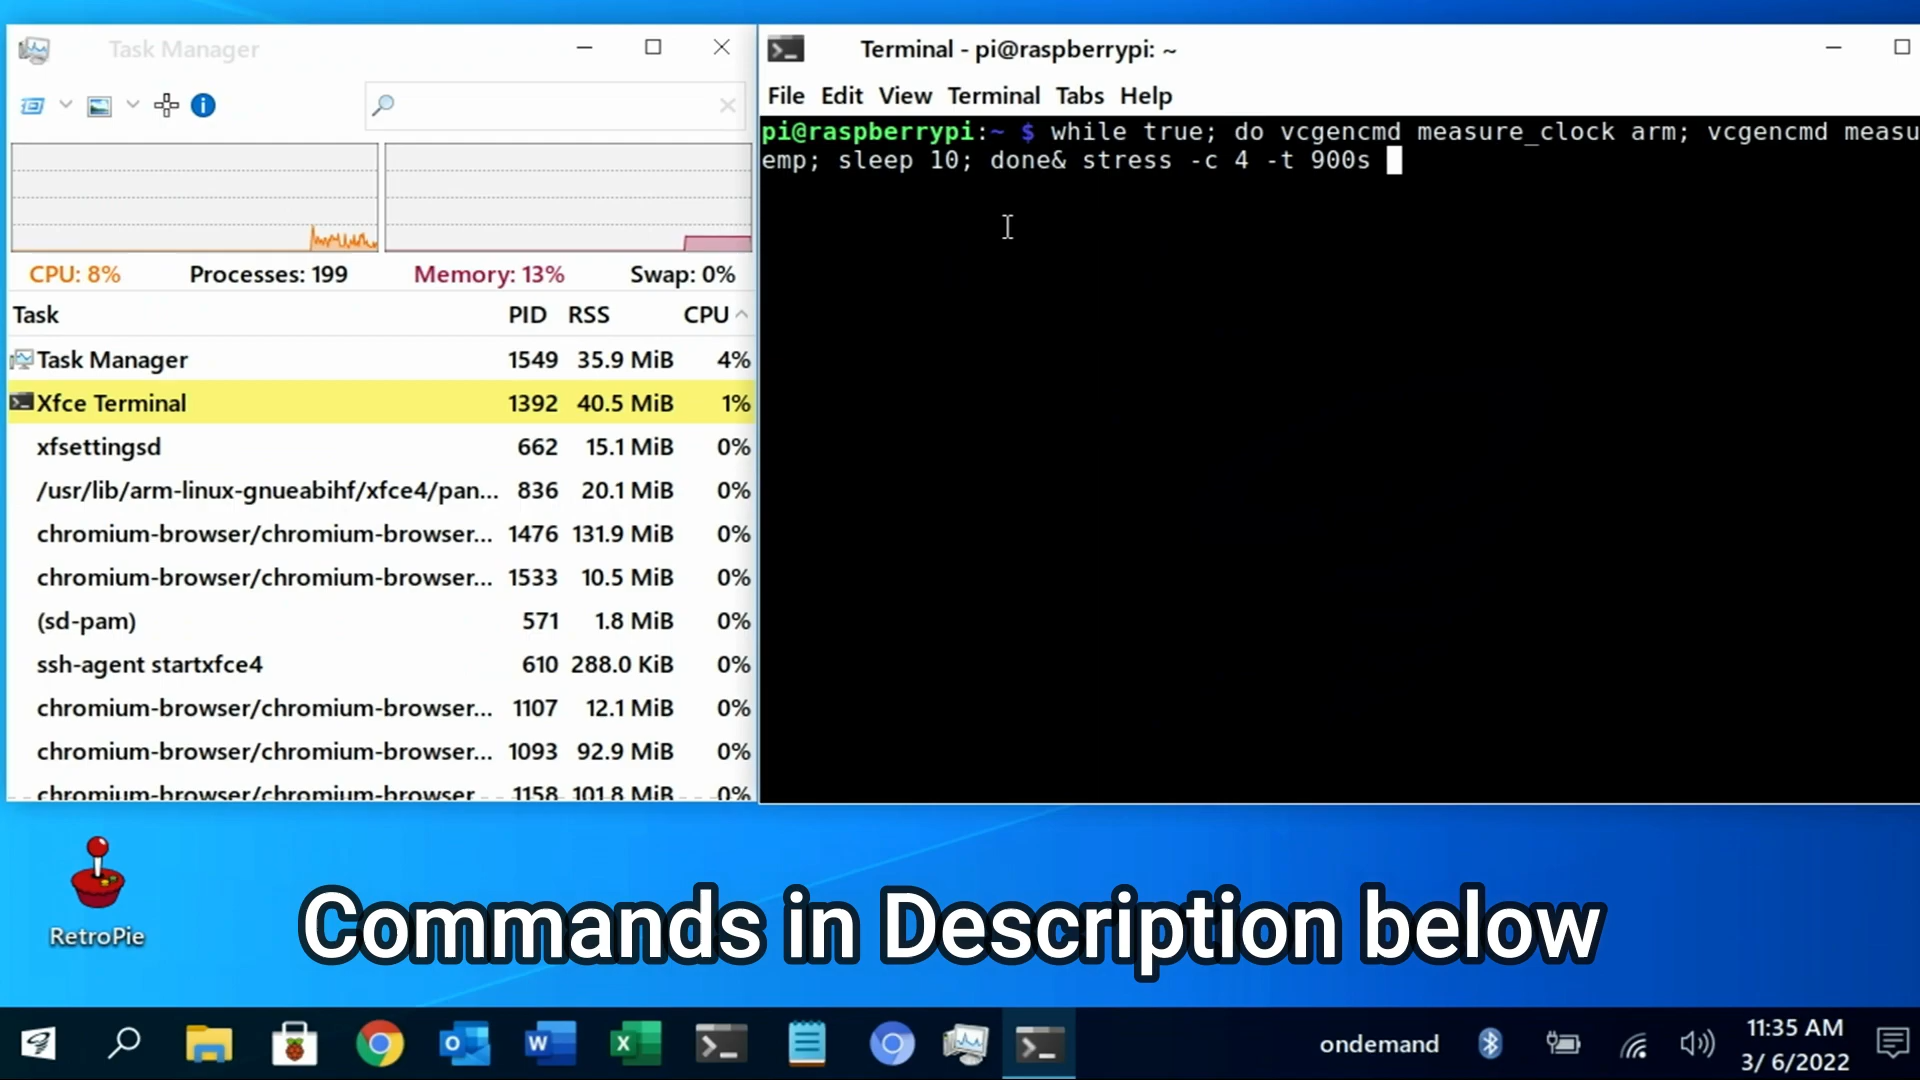 Task Manager
CPU: 8%
Processes: 199
Memory: 13%
Swap: 0%
Task PID RSS CPU
Task Manager 1549 35.9 MiB 4%
Xfce Terminal 1392 40.5 MiB 1%
xfsettingsd 662 15.1 MiB 0%
/usr/lib/arm-linux-gnueabihf/xfce4/pan... 836 20.1 MiB 0%
chromium-browser/chromium-browser... 1476 131.9 MiB 0%
chromium-browser/chromium-browser... 1533 10.5 MiB 0%
(sd-pam) 571 1.8 MiB 0%
ssh-agent startxfce4 610 288.0 KiB 0%
chromium-browser/chromium-browser... 1107 12.1 MiB 0%
chromium-browser/chromium-browser... 1093 92.9 MiB 0%
chromium-browser/chromium-browser 1158 101.8 MiB 0%
Terminal - pi@raspberrypi: ~
File Edit View Terminal Tabs Help
pi@raspberrypi:~ $ while true; do vcgencmd measure_clock arm; vcgencmd measu
emp; sleep 10; done& stress -c 4 -t 900s
RetroPie
Commands in Description below
ondemand
11:35 AM
3/ 6/2022